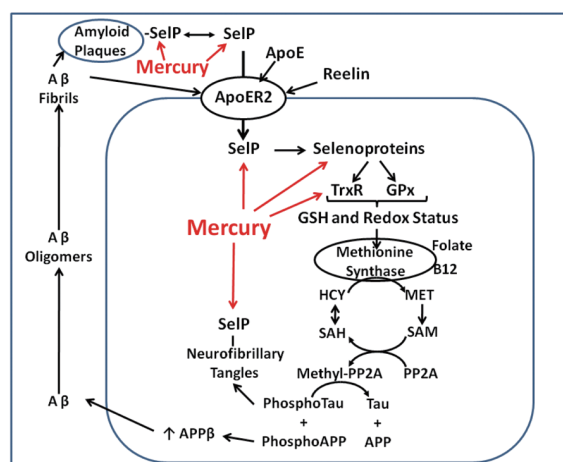 Amyloid
Plaques
-SelP
SelP
ApoE
Mercury
Reelin
A β
Fibrils
ApoER2
SelP
Selenoproteins
TrxR
GPx
GSH and Redox Status
Mercury
A β
Oligomers
Methionine
Synthase
Folate
B12
HCY
MET
SelP
SAH
SAM
Neurofibrillary
Tangles
Methyl-PP2A
PP2A
A β
PhosphoTau
Tau
+
+
↑ APPβ
PhosphoAPP
APP